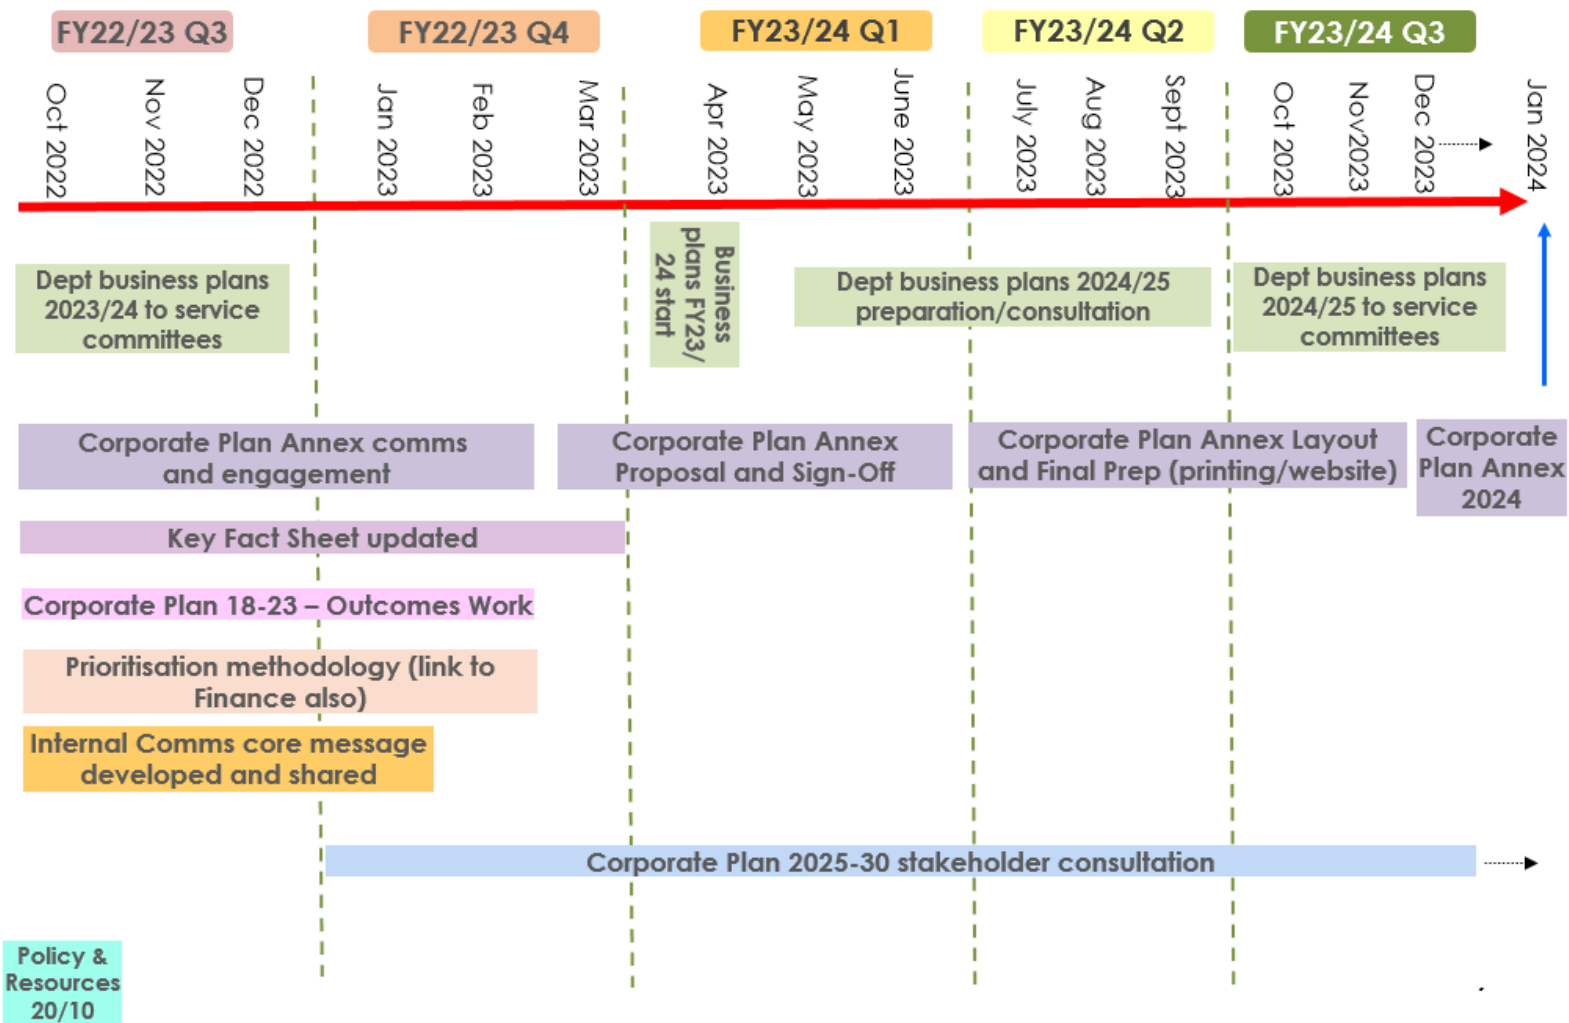 FY22/23 Q3
FY22/23 Q4
FY23/24 Q1
FY23/24 Q2
FY23/24 Q3
Oct 2022
Nov 2022
Dec 2022
Jan 2023
Feb 2023
Mar 2023
Apr 2023
May 2023
June 2023
July 2023
Aug 2023
Sept 2023
Oct 2023
Nov2023
Dec 2023
Jan 2024
Dept business plans
2023/24 to service
committees
Business
plans FY23/
24 start
Dept business plans 2024/25
preparation/consultation
Dept business plans
2024/25 to service
committees
Corporate Plan Annex comms
and engagement
Corporate Plan Annex
Proposal and Sign-Off
Corporate Plan Annex Layout
and Final Prep (printing/website)
Corporate
Plan Annex
2024
Key Fact Sheet updated
Corporate Plan 18-23 – Outcomes Work
Prioritisation methodology (link to
Finance also)
Internal Comms core message
developed and shared
Corporate Plan 2025-30 stakeholder consultation
Policy &
Resources
20/10